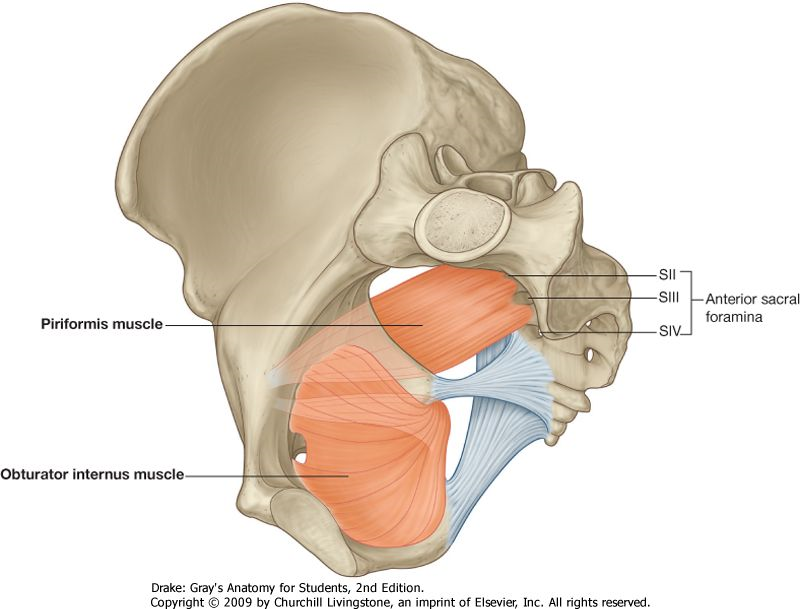 SII
SIII
Anterior sacral
foramina
Piriformis muscle
SIV
Obturator internus muscle
Drake: Gray's Anatomy for Students, 2nd Edition.
Copyright © 2009 by Churchill Livingstone, an imprint of Elsevier, Inc. All rights reserved.